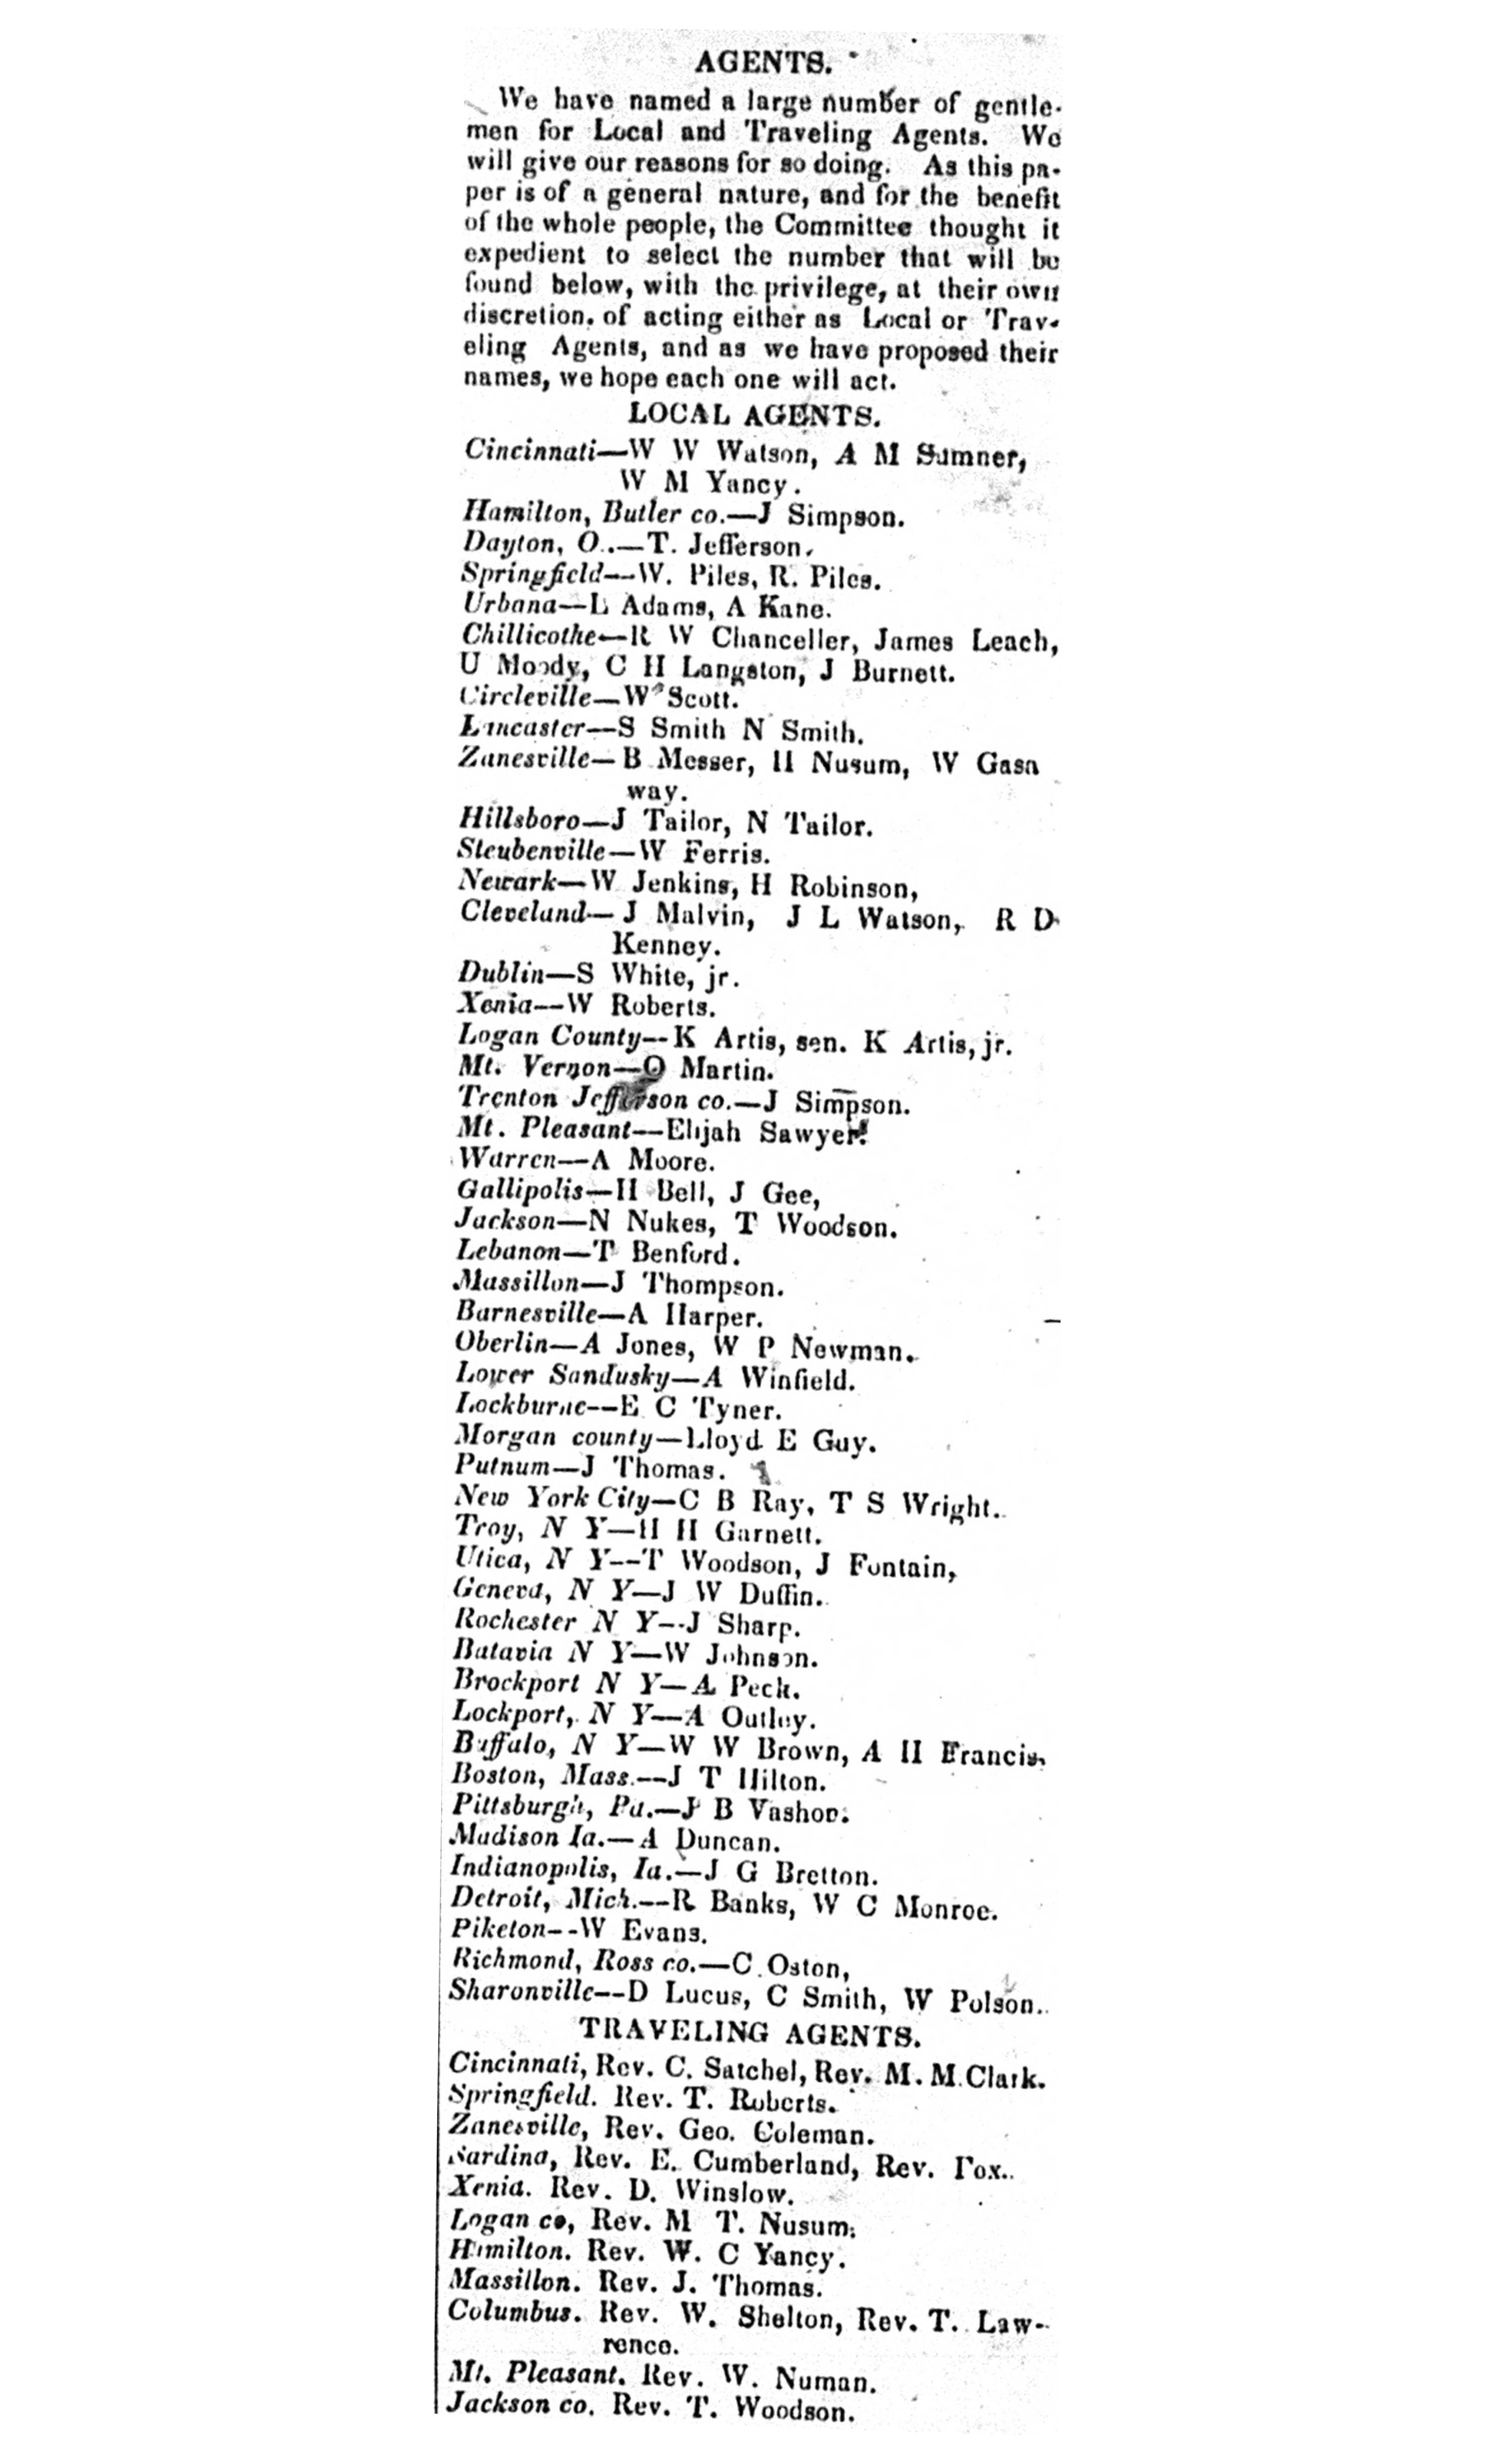 AGENTS.
We have named a large number of gentle-
men for Local and Traveling Agents. We
will give our reasons for so doing. As this pa-
per is of a general nature, and for the benefit
of the whole people, the Committee thought it
expedient to select the number that will be
found below, with the privilege, at their own
discretion. of acting either as Local or Trav-
eling Agents, and as we have proposed their
names, we hope each one will act.
LOCAL AGENTS.
Cincinnati—W W Watson, A M Sumner,
W M Yancy.
Hamilton, Butler co.—J Simpson.
Dayton, O..—T. Jefferson.
Springfield—W. Piles, R. Piles.
Urbana—L Adams, A Kane.
Chillicothe—R W Chanceller, James Leach,
U Moody, C H Langston, J Burnett.
Circleville—W Scott.
Lancaster—S Smith N Smith.
Zanesville—B Messer, H Nusum, W Gasa
way.
Hillsboro—J Tailor, N Tailor.
Steubenville—W Ferris.
Newark—W Jenkins, H Robinson,
Cleveland—J Malvin, J L Watson, R D
Kenney.
Dublin—S White, jr.
Xenia—W Roberts.
Logan County—K Artis, sen. K Artis, jr.
Mt. Vernon—O Martin.
Trenton Jefferson co.—J Simpson.
Mt. Pleasant—Elijah Sawyer.
Warren—A Moore.
Gallipolis—H Bell, J Gee,
Jackson—N Nukes, T Woodson.
Lebanon—T Benford.
Massillon—J Thompson.
Barnesville—A Harper.
Oberlin—A Jones, W P Newman.
Lower Sandusky—A Winfield.
Lockburne—E C Tyner.
Morgan county—Lloyd E Guy.
Putnum—J Thomas.
New York City—C B Ray, T S Wright.
Troy, N Y—H H Garnett.
Utica, N Y—T Woodson, J Fontain,
Geneva, N Y—J W Duffin.
Rochester N Y—J Sharp.
Batavia N Y—W Johnson.
Brockport N Y—A Peck.
Lockport, N Y—A Outley.
Buffalo, N Y—W W Brown, A H Francis.
Boston, Mass.—J T Hilton.
Pittsburgh, Pa.—J B Vashon.
Madison Ia.—A Duncan.
Indianopolis, Ia.—J G Bretton.
Detroit, Mich.—R Banks, W C Monroe.
Piketon--W Evans.
Richmond, Ross co.—C Oston,
Sharonville—D Lucus, C Smith, W Polson.
TRAVELING AGENTS.
Cincinnati, Rev. C. Satchel, Rev. M. M. Clark.
Springfield. Rev. T. Roberts.
Zanesville, Rev. Geo. Coleman.
Sardina, Rev. E. Cumberland, Rev. Fox.
Xenia. Rev. D. Winslow.
Logan co, Rev. M T. Nusum.
Hamilton. Rev. W. C Yancy.
Massillon. Rev. J. Thomas.
Columbus. Rev. W. Shelton, Rev. T. Law-
rence.
Mt. Pleasant. Rev. W. Numan.
Jackson co. Rev. T. Woodson.